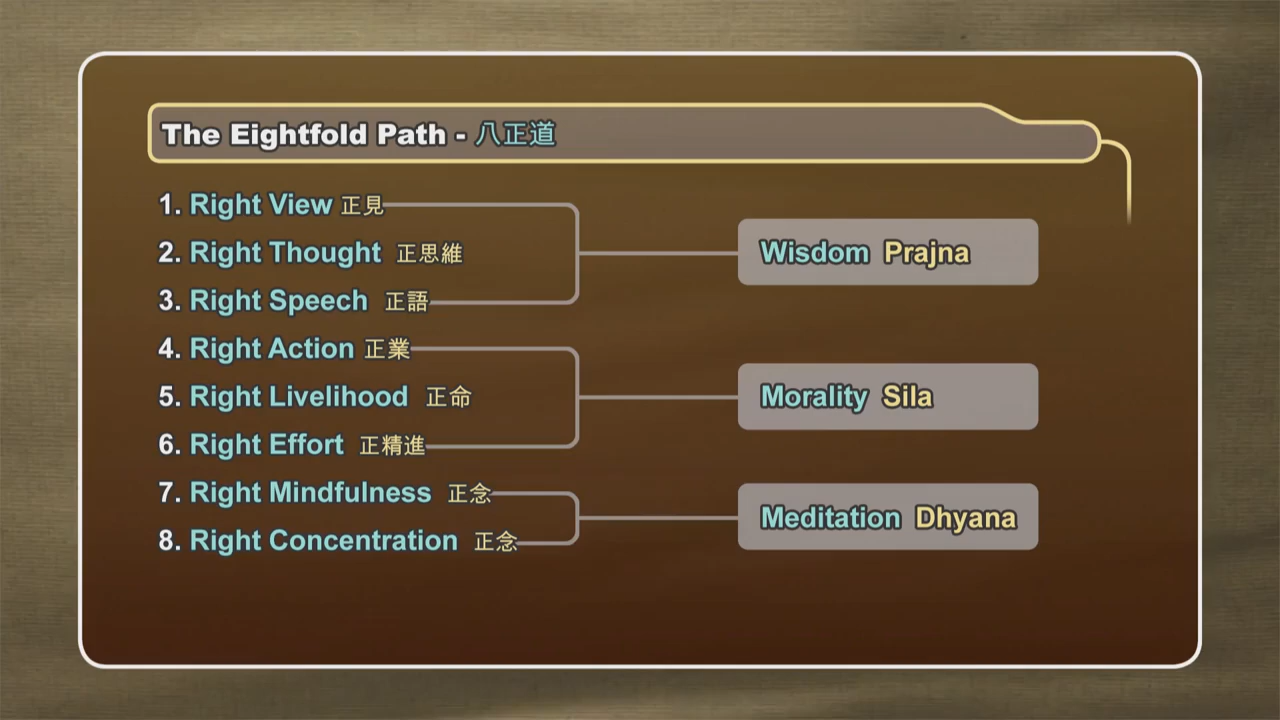 The Eightfold Path - 八正道
1. Right View 正見
2. Right Thought 正思維
Wisdom Prajna
3. Right Speech 正語
4. Right Action 正業
5. Right Livelihood 正命
Morality Sila
6. Right Effort 正精進
7. Right Mindfulness 正念
Meditation Dhyana
8. Right Concentration 正念